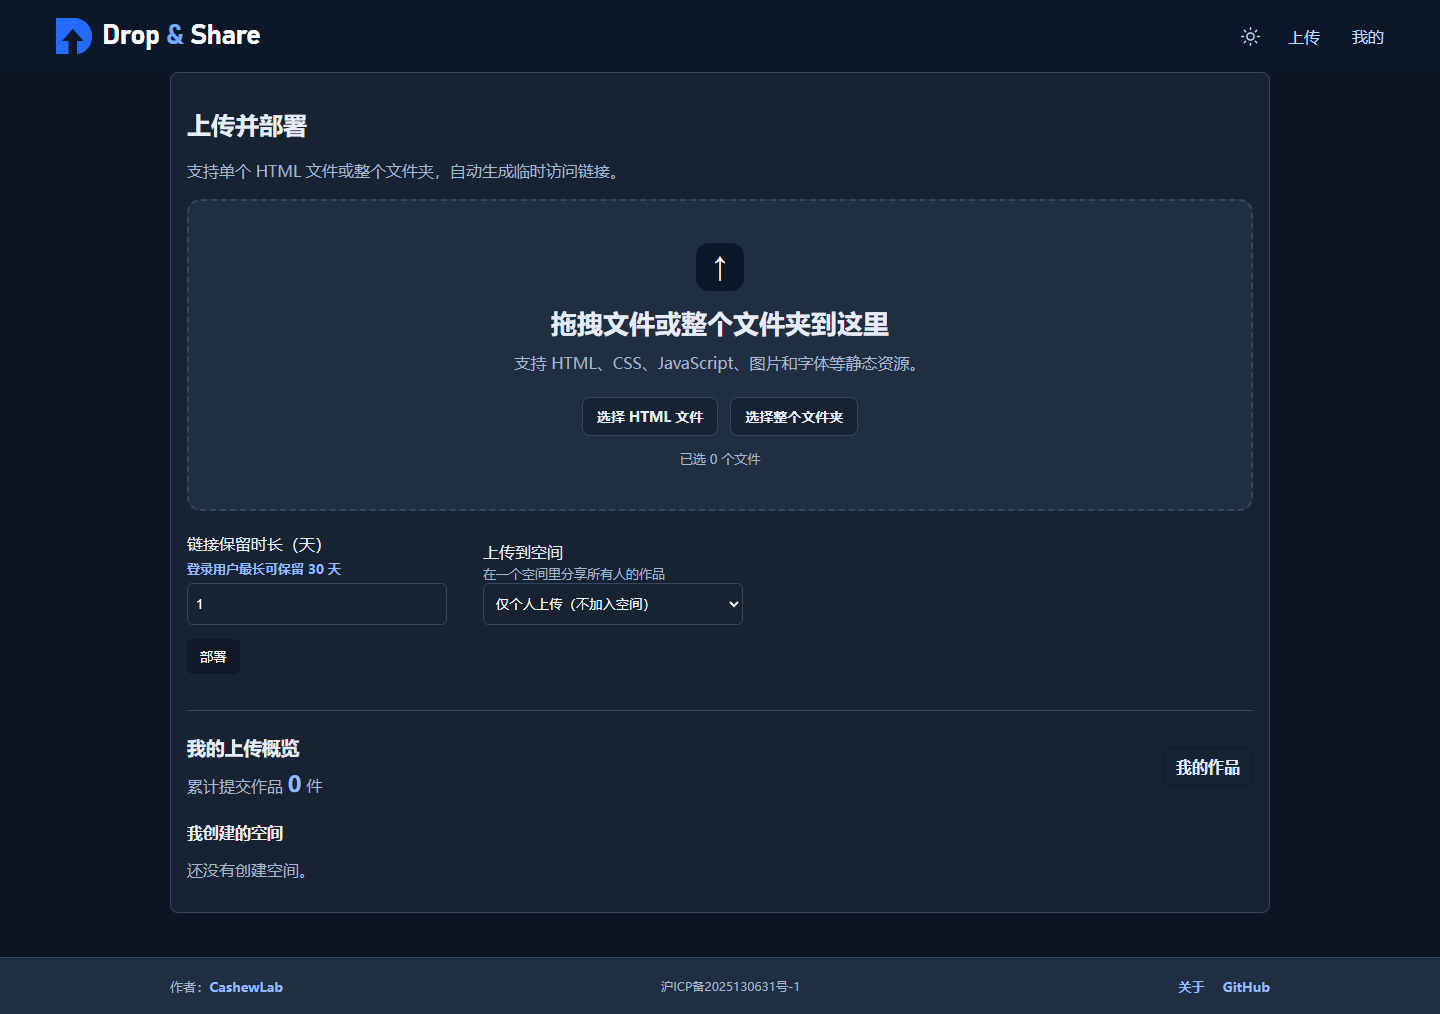 Drop & Share
上传
我的
上传并部署
支持单个 HTML 文件或整个文件夹，自动生成临时访问链接。
↑
拖拽文件或整个文件夹到这里
支持 HTML、CSS、JavaScript、图片和字体等静态资源。
选择 HTML 文件
选择整个文件夹
已选 0 个文件
链接保留时长（天）
登录用户最长可保留 30 天
1
上传到空间
在一个空间里分享所有人的作品
仅个人上传（不加入空间）
部署
我的上传概览
累计提交作品 0 件
我的作品
我创建的空间
还没有创建空间。
作者：CashewLab
沪ICP备2025130631号-1
关于
GitHub